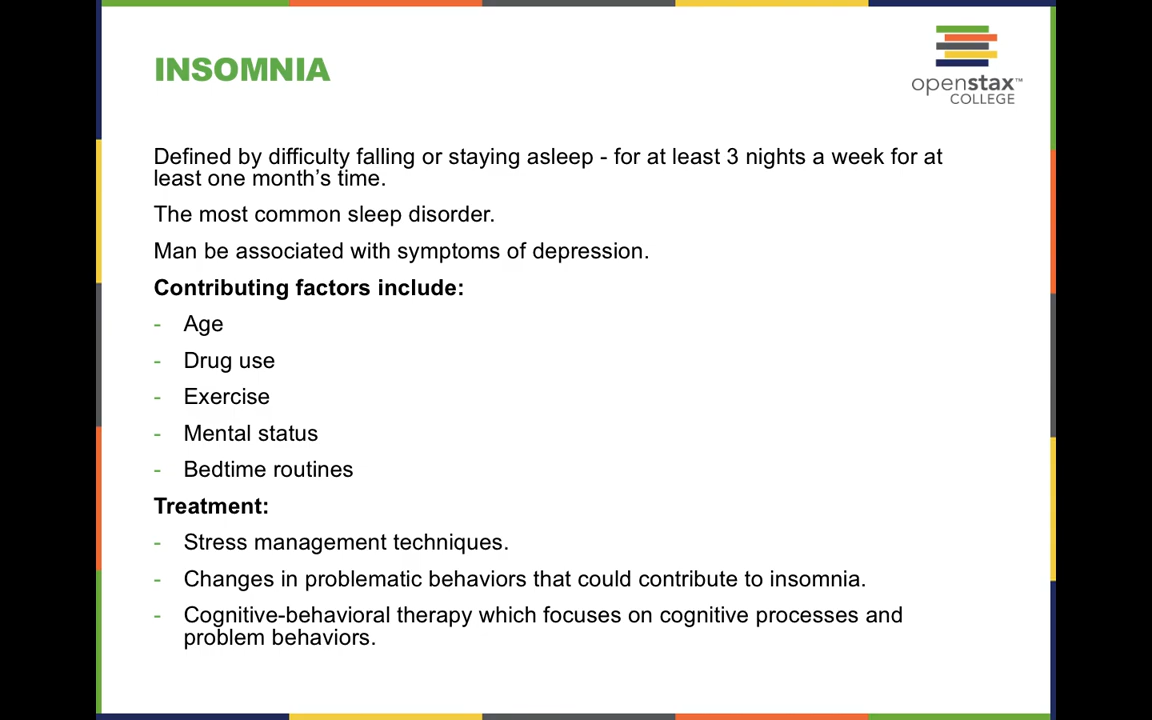 INSOMNIA
openstax™
COLLEGE
Defined by difficulty falling or staying asleep - for at least 3 nights a week for at
least one month’s time.
The most common sleep disorder.
Man be associated with symptoms of depression.
Contributing factors include:
- Age
- Drug use
- Exercise
- Mental status
- Bedtime routines
Treatment:
- Stress management techniques.
- Changes in problematic behaviors that could contribute to insomnia.
- Cognitive-behavioral therapy which focuses on cognitive processes and
problem behaviors.